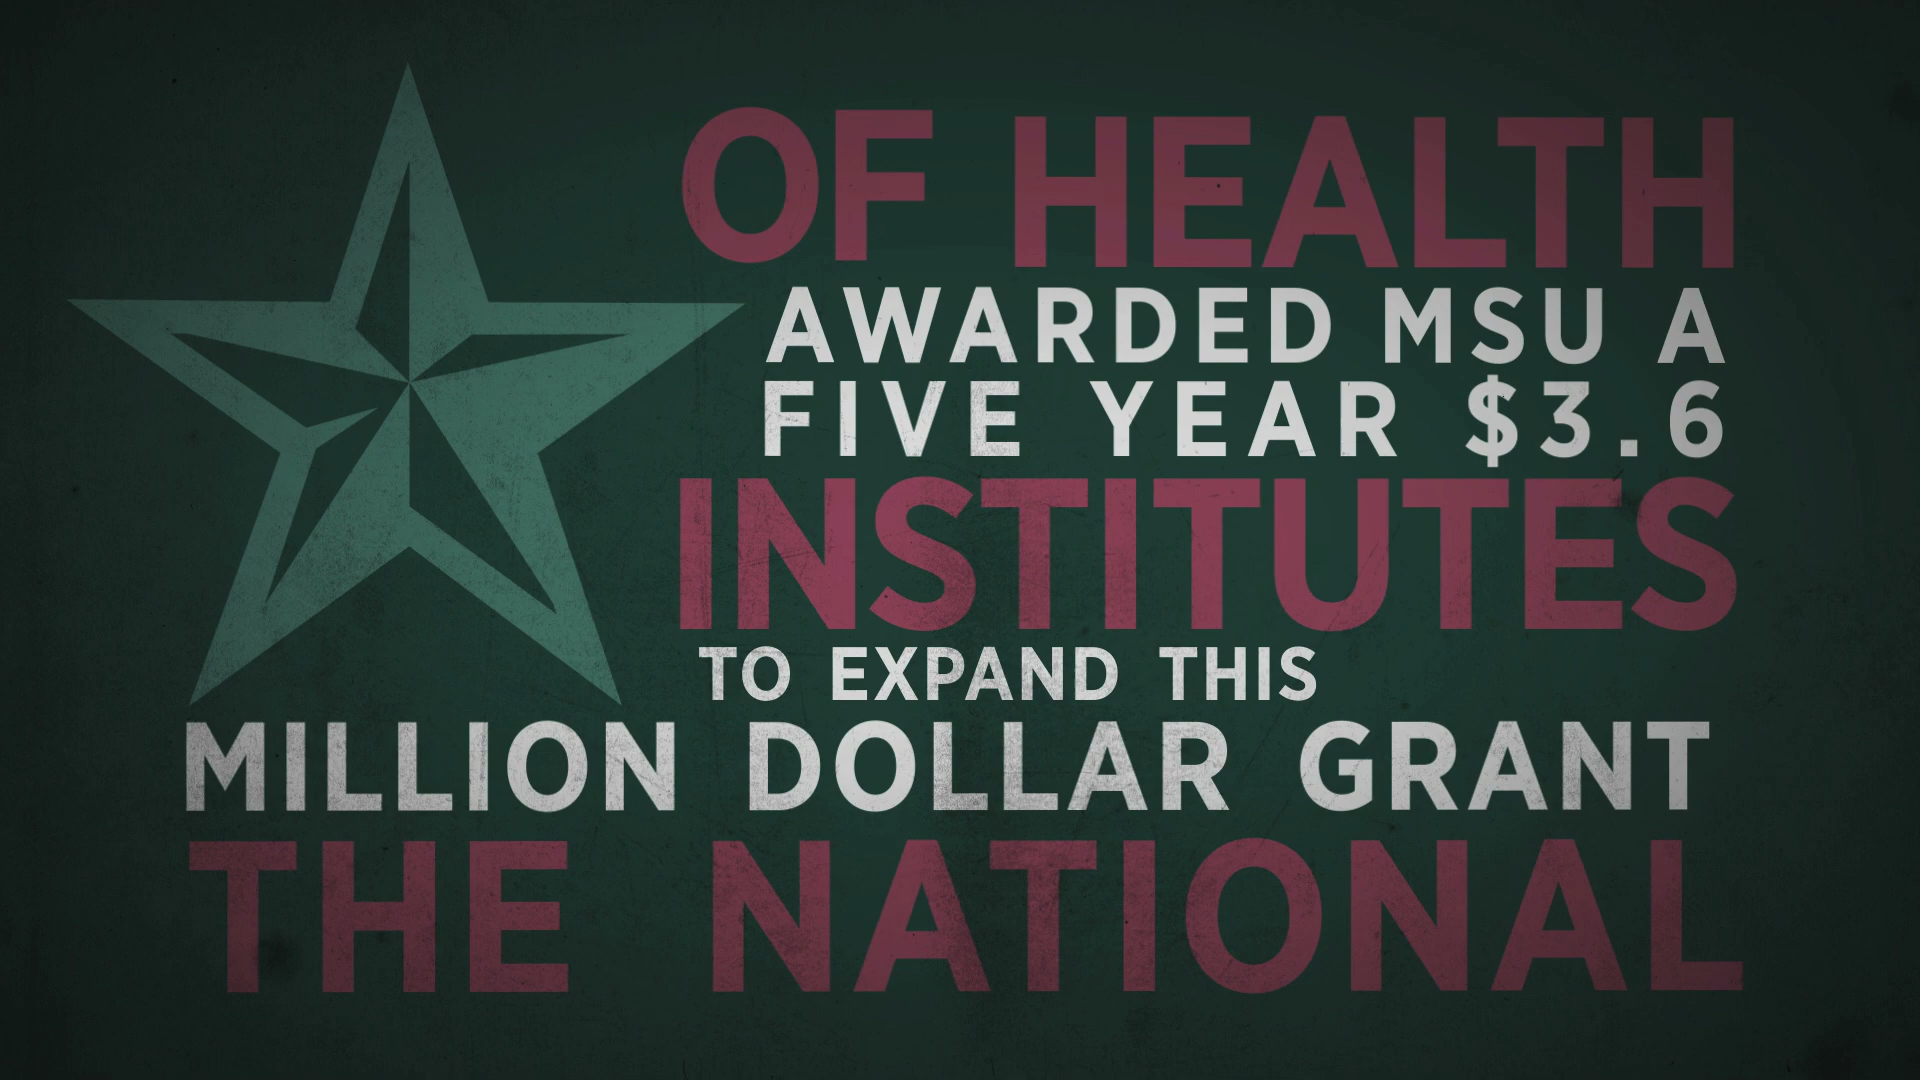 OF HEALTH
AWARDED MSU A
FIVE YEAR $3.6
INSTITUTES
TO EXPAND THIS
MILLION DOLLAR GRANT
THE NATIONAL